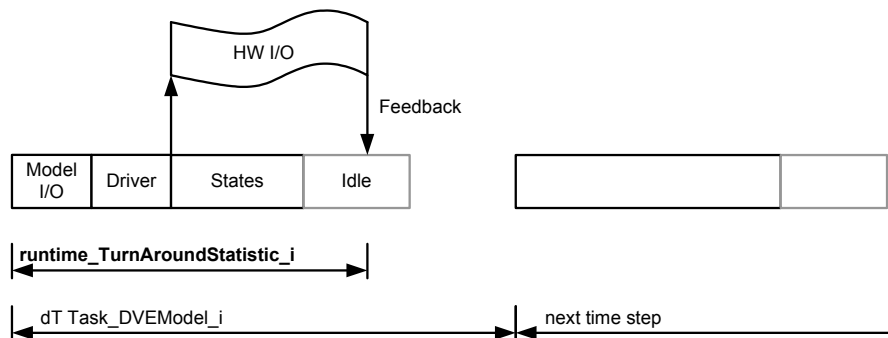 HW I/O
Feedback
Model
I/O
Driver
States
Idle
runtime_TurnAroundStatistic_i
dT Task_DVEModel_i
next time step